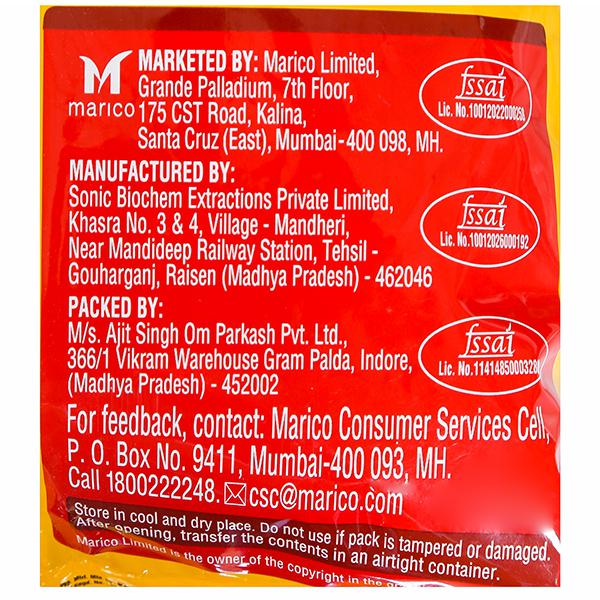 marico
MARKETED BY: Marico Limited,
Grande Palladium, 7th Floor,
175 CST Road, Kalina,
Santa Cruz (East), Mumbai-400 098, MH.
fssai
Lic. No.10012022000250
MANUFACTURED BY:
Sonic Biochem Extractions Private Limited,
Khasra No. 3 & 4, Village - Mandheri,
Near Mandideep Railway Station, Tehsil -
Gouharganj, Raisen (Madhya Pradesh) - 462046
fssai
Lic. No.10012026000192
PACKED BY:
M/s. Ajit Singh Om Parkash Pvt. Ltd.,
366/1 Vikram Warehouse Gram Palda, Indore,
(Madhya Pradesh) - 452002
fssai
Lic. No.
For feedback, contact: Marico Consumer Services Cell,
P. O. Box No. 9411, Mumbai-400 093, MH.
Call 1800222248. csc@marico.com
Store in cool and dry place. Do not use if pack is tampered or damaged.
After opening, transfer the contents in an airtight container.
Marico Limited is the owner of the copyright in the